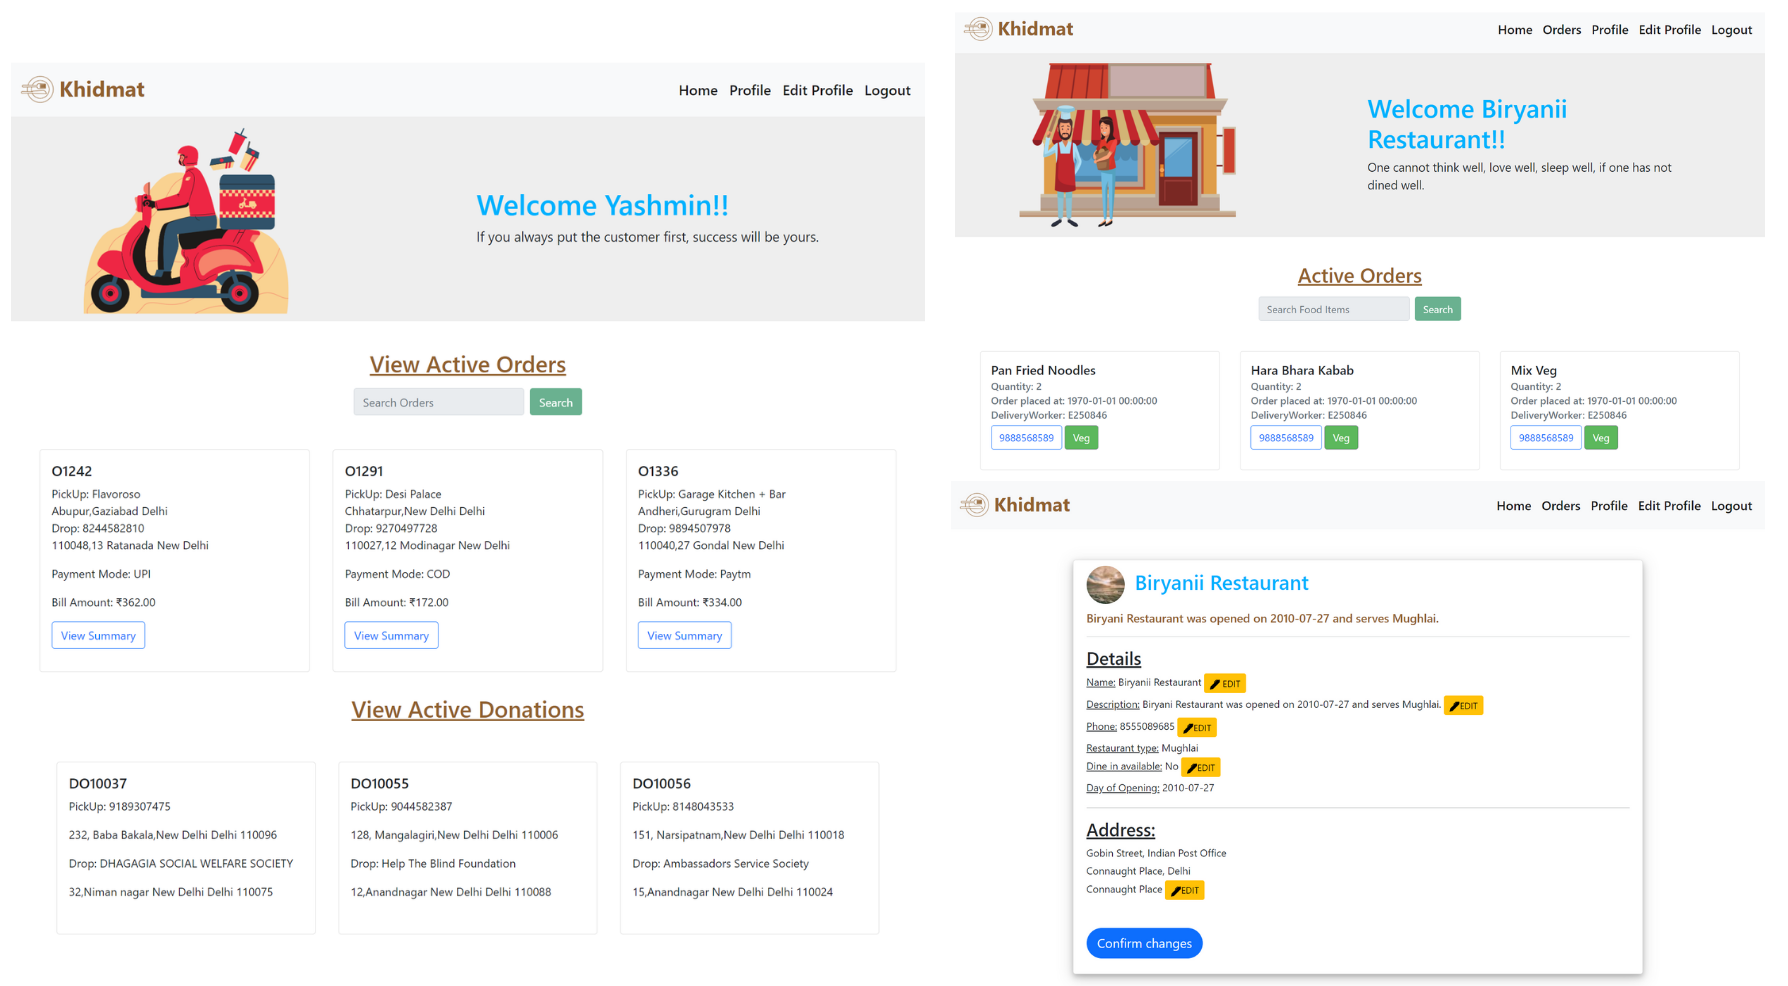 Khidmat
Home Profile Edit Profile Logout
Welcome Yashmin!!
If you always put the customer first, success will be yours.
View Active Orders
Search Orders Search
O1242
PickUp: Flavoroso
Abupur,Gaziabad Delhi
Drop: 8244582810
110048,13 Ratanada New Delhi
Payment Mode: UPI
Bill Amount: ₹362.00
View Summary
O1291
PickUp: Desi Palace
Chhatarpur,New Delhi Delhi
Drop: 9270497728
110027,12 Modinagar New Delhi
Payment Mode: COD
Bill Amount: ₹172.00
View Summary
O1336
PickUp: Garage Kitchen + Bar
Andheri,Gurugram Delhi
Drop: 9894507978
110040,27 Gondal New Delhi
Payment Mode: Paytm
Bill Amount: ₹334.00
View Summary
View Active Donations
DO10037
PickUp: 9189307475
232, Baba Bakala,New Delhi Delhi 110096
Drop: DHAGAGIA SOCIAL WELFARE SOCIETY
32,Niman nagar New Delhi Delhi 110075
DO10055
PickUp: 9044582387
128, Mangalagiri,New Delhi Delhi 110006
Drop: Help The Blind Foundation
12,Anandnagar New Delhi Delhi 110088
DO10056
PickUp: 8148043533
151, Narsipatnam,New Delhi Delhi 110018
Drop: Ambassadors Service Society
15,Anandnagar New Delhi Delhi 110024
Khidmat
Home Orders Profile Edit Profile Logout
Welcome Biryanii
Restaurant!!
One cannot think well, love well, sleep well, if one has not
dined well.
Active Orders
Search Food Items Search
Pan Fried Noodles
Quantity: 2
Order placed at: 1970-01-01 00:00:00
DeliveryWorker: E250846
9888568589 Veg
Hara Bhara Kabab
Quantity: 2
Order placed at: 1970-01-01 00:00:00
DeliveryWorker: E250846
9888568589 Veg
Mix Veg
Quantity: 2
Order placed at: 1970-01-01 00:00:00
DeliveryWorker: E250846
9888568589 Veg
Khidmat
Home Orders Profile Edit Profile Logout
Biryanii Restaurant
Biryani Restaurant was opened on 2010-07-27 and serves Mughlai.
Details
Name: Biryanii Restaurant EDIT
Description: Biryani Restaurant was opened on 2010-07-27 and serves Mughlai. EDIT
Phone: 8555089685 EDIT
Restaurant type: Mughlai
Dine in available: No EDIT
Day of Opening: 2010-07-27
Address:
Gobin Street, Indian Post Office
Connaught Place, Delhi
Connaught Place EDIT
Confirm changes